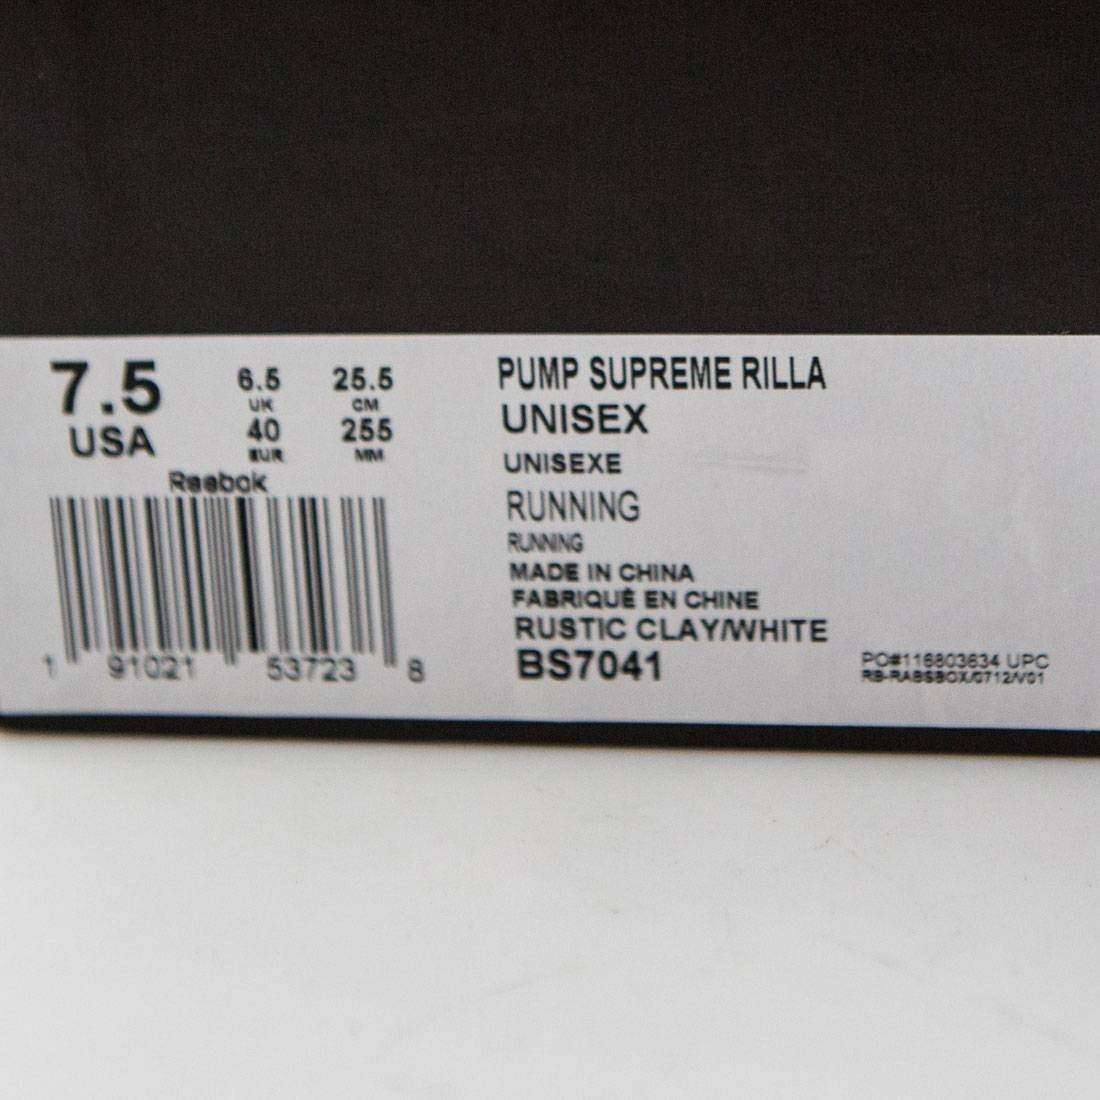 7.5
USA
6.5
UK
40
EUR
25.5
CM
255
MM
Reebok
1 91021 53723 8
PUMP SUPREME RILLA
UNISEX
UNISEXE
RUNNING
RUNNING
MADE IN CHINA
FABRIQUÉ EN CHINE
RUSTIC CLAY/WHITE
BS7041
PO#116803634 UPC
RB-RABSBOX/0712/V01